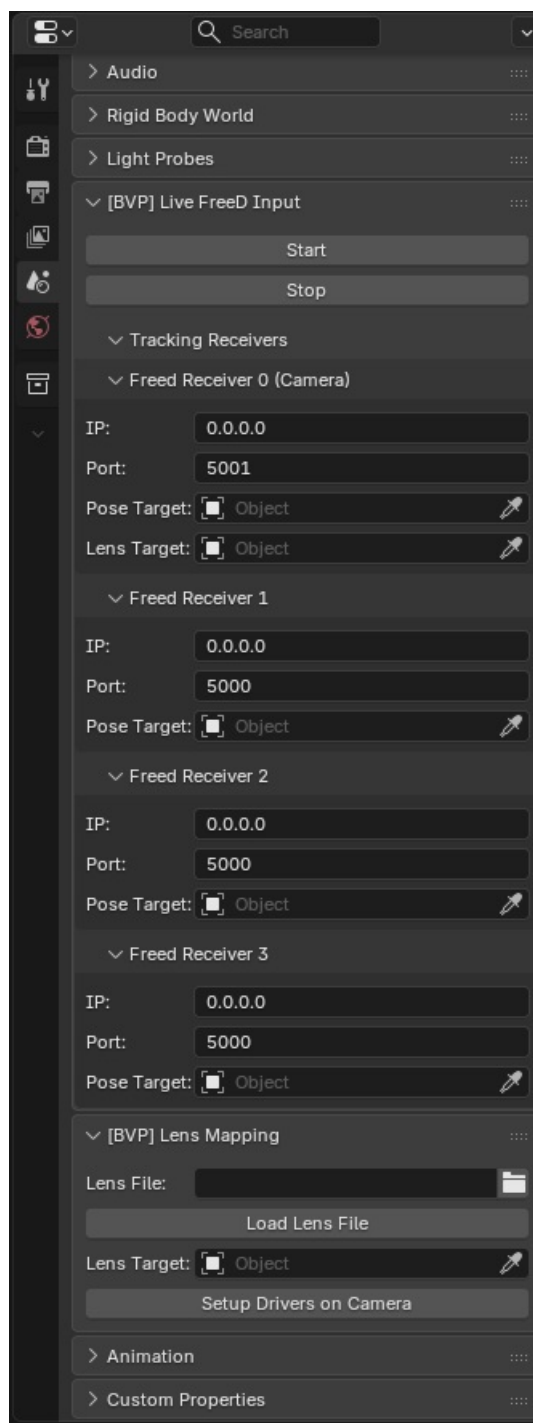 Search
Audio
Rigid Body World
Light Probes
[BVP] Live FreeD Input
Start
Stop
Tracking Receivers
Freed Receiver 0 (Camera)
IP: 0.0.0.0
Port: 5001
Pose Target: Object
Lens Target: Object
Freed Receiver 1
IP: 0.0.0.0
Port: 5000
Pose Target: Object
Freed Receiver 2
IP: 0.0.0.0
Port: 5000
Pose Target: Object
Freed Receiver 3
IP: 0.0.0.0
Port: 5000
Pose Target: Object
[BVP] Lens Mapping
Lens File:
Load Lens File
Lens Target: Object
Setup Drivers on Camera
Animation
Custom Properties